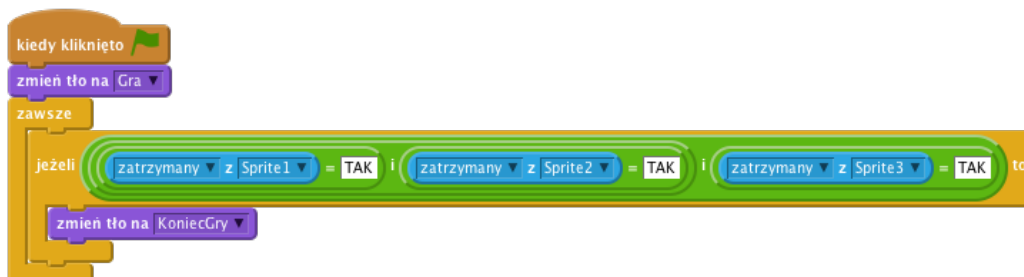 kiedy kliknięto
zmień tło na Gra
zawsze
jeżeli zatrzymany z Sprite1 = TAK i zatrzymany z Sprite2 = TAK i zatrzymany z Sprite3 = TAK to
zmień tło na KoniecGry